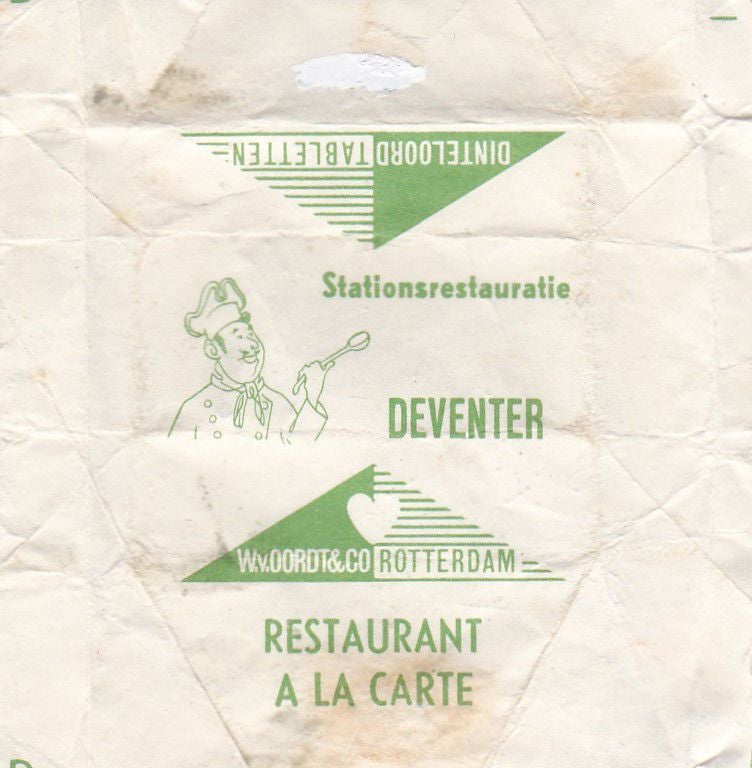 DINTELOORD TABLETTEN
Stationsrestauratie
DEVENTER
W.v.OORDT&CO ROTTERDAM
RESTAURANT
A LA CARTE